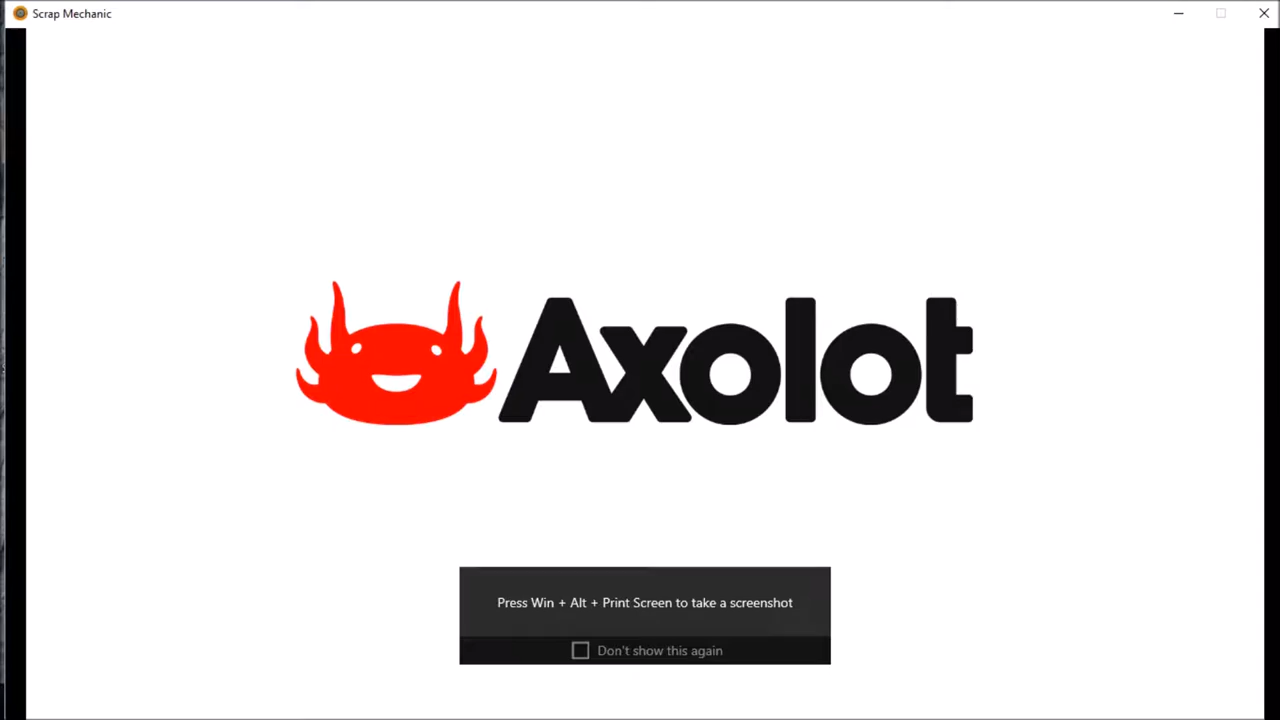 Scrap Mechanic
Axolot
Press Win + Alt + Print Screen to take a screenshot
Don't show this again